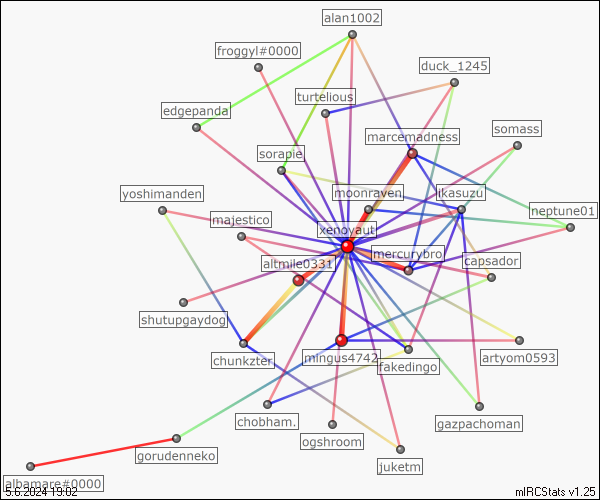 alan1002
froggyl#0000
duck_1245
turtelious
edgepanda
marcemadness
somass
sorapie
yoshimanden
moonraven
ikasuzu
majestico
neptune01
xenoyaut
altmile0331
mercurybro
capsador
shutupgaydog
chunkzter
mingus4742
fakedingo
artyom0593
chobham.
gazpachoman
ogshroom
gorudenneko
juketm
albamare#0000
5.6.2024 19:02
mIRCStats v1.25